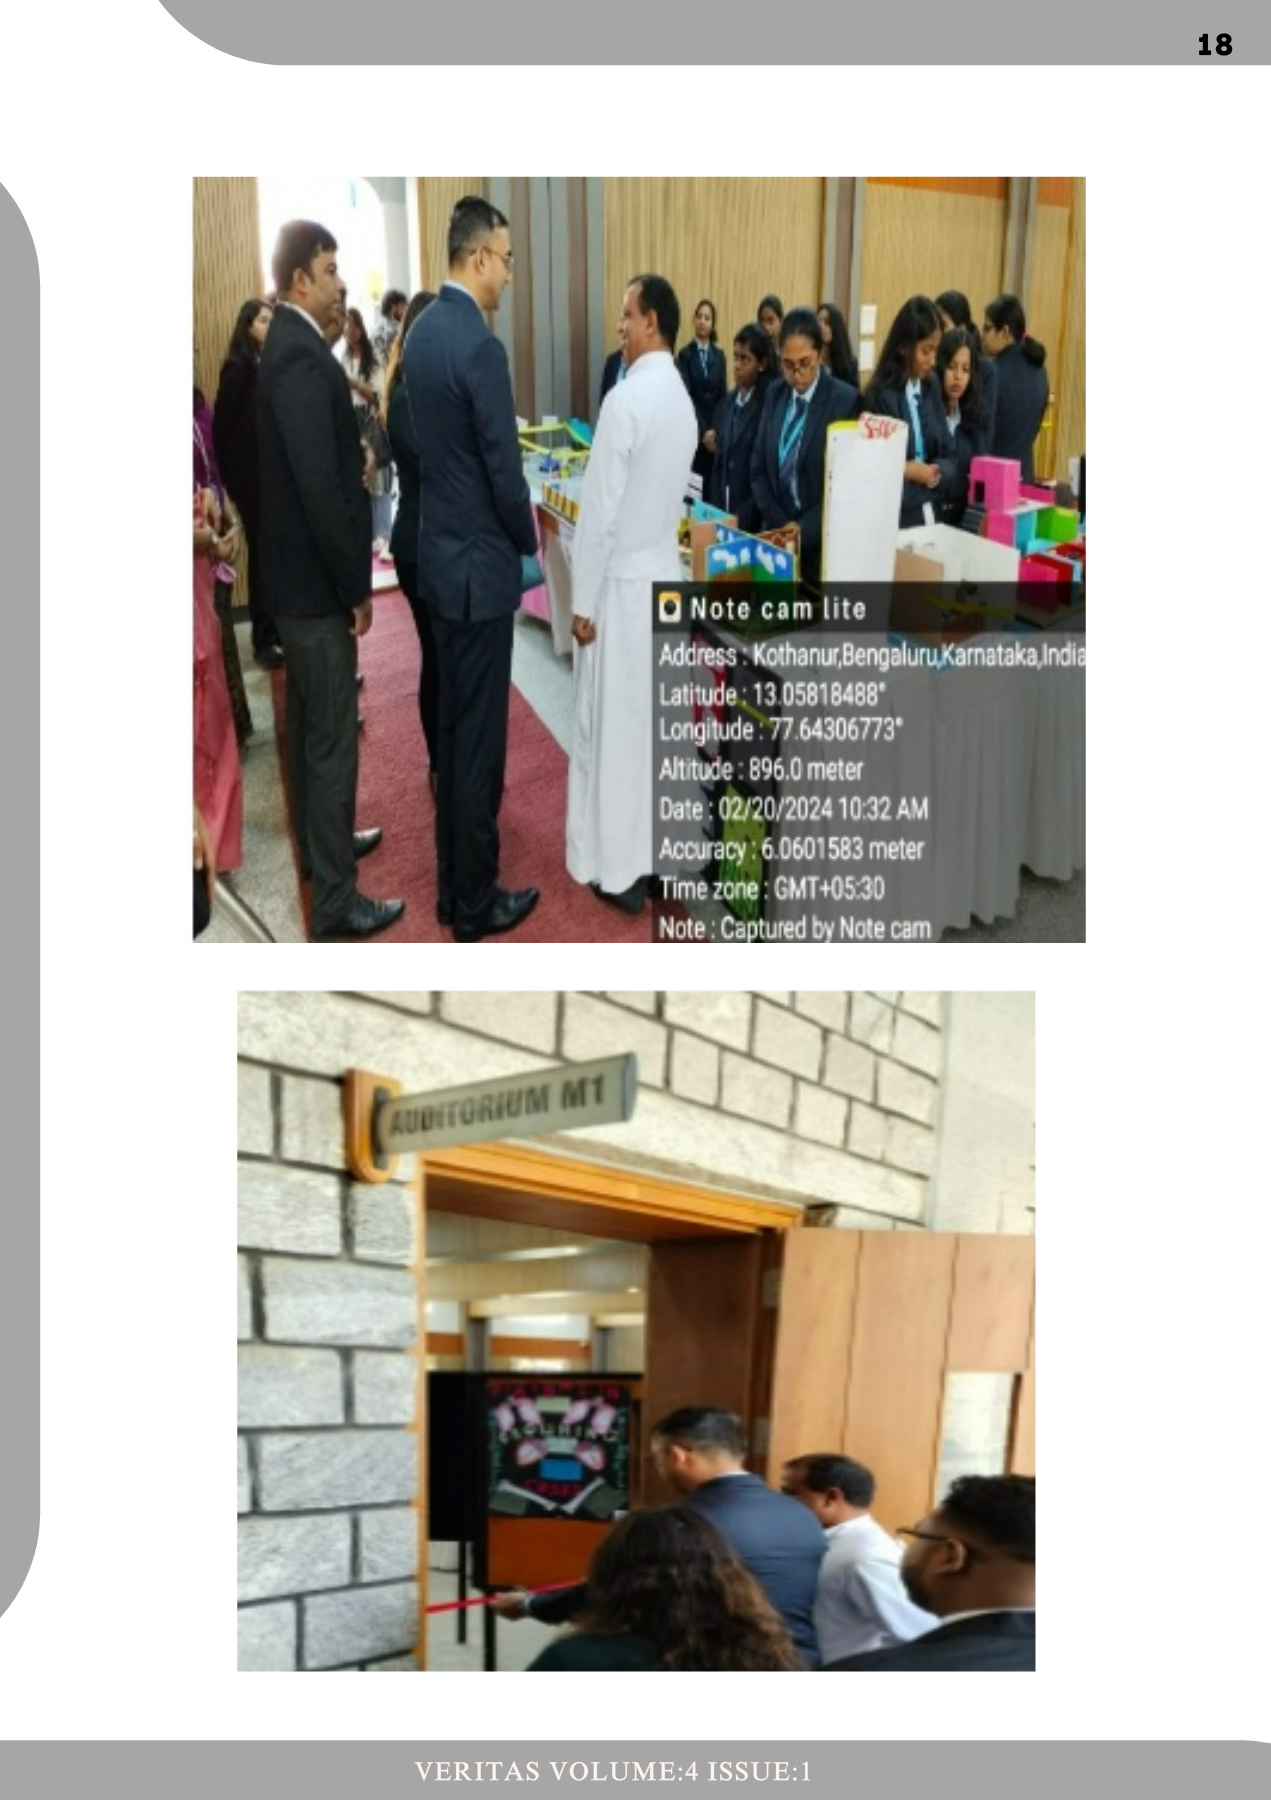 18
Note cam lite
Address : Kothanur,Bengaluru,Karnataka,India
Latitude : 13.05818488°
Longitude : 77.64306773°
Altitude : 896.0 meter
Date : 02/20/2024 10:32 AM
Accuracy : 6.0601583 meter
Time zone : GMT+05:30
Note : Captured by Note cam
AUDITORIUM M1
VERITAS VOLUME:4 ISSUE:1